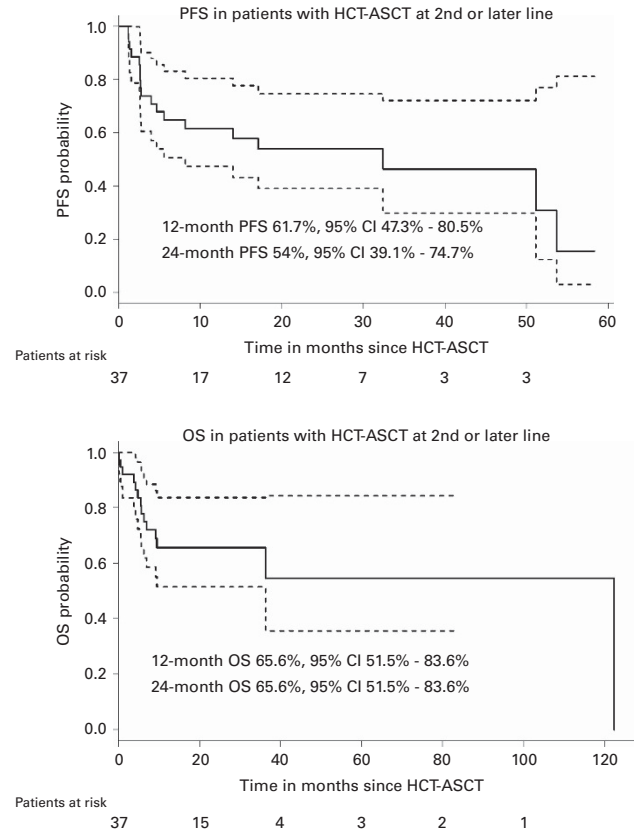 PFS in patients with HCT-ASCT at 2nd or later line
1.0
0.8
0.6
0.4
0.2
0.0
PFS probability
12-month PFS 61.7%, 95% CI 47.3% - 80.5%
24-month PFS 54%, 95% CI 39.1% - 74.7%
0 10 20 30 40 50 60
Time in months since HCT-ASCT
Patients at risk
37 17 12 7 3 3
OS in patients with HCT-ASCT at 2nd or later line
1.0
0.8
0.6
0.4
0.2
0.0
OS probability
12-month OS 65.6%, 95% CI 51.5% - 83.6%
24-month OS 65.6%, 95% CI 51.5% - 83.6%
0 20 40 60 80 100 120
Time in months since HCT-ASCT
Patients at risk
37 15 4 3 2 1